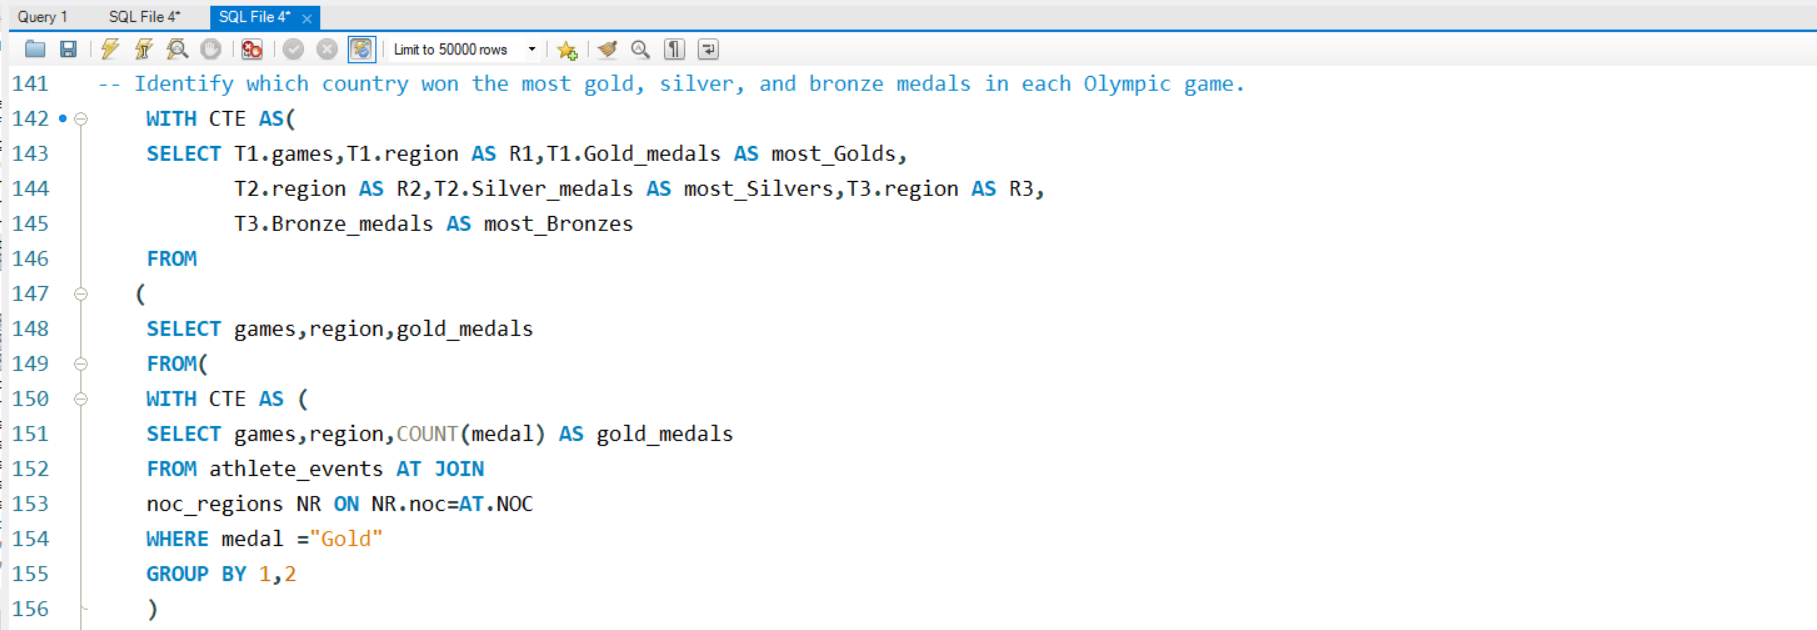 Query 1 SQL File 4* SQL File 4* ×
Limit to 50000 rows
141 -- Identify which country won the most gold, silver, and bronze medals in each Olympic game.
142 WITH CTE AS(
143 SELECT T1.games,T1.region AS R1,T1.Gold_medals AS most_Golds,
144 T2.region AS R2,T2.Silver_medals AS most_Silvers,T3.region AS R3,
145 T3.Bronze_medals AS most_Bronzes
146 FROM
147 (
148 SELECT games,region,gold_medals
149 FROM(
150 WITH CTE AS (
151 SELECT games,region,COUNT(medal) AS gold_medals
152 FROM athlete_events AT JOIN
153 noc_regions NR ON NR.noc=AT.NOC
154 WHERE medal ="Gold"
155 GROUP BY 1,2
156 )